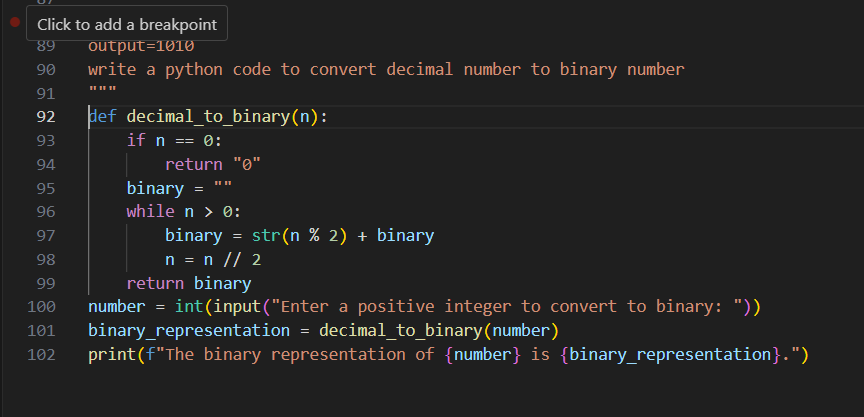 87
Click to add a breakpoint
89 output=1010
90 write a python code to convert decimal number to binary number
91 """
92 def decimal_to_binary(n):
93     if n == 0:
94         return "0"
95     binary = ""
96     while n > 0:
97         binary = str(n % 2) + binary
98         n = n // 2
99     return binary
100 number = int(input("Enter a positive integer to convert to binary: "))
101 binary_representation = decimal_to_binary(number)
102 print(f"The binary representation of {number} is {binary_representation}.")